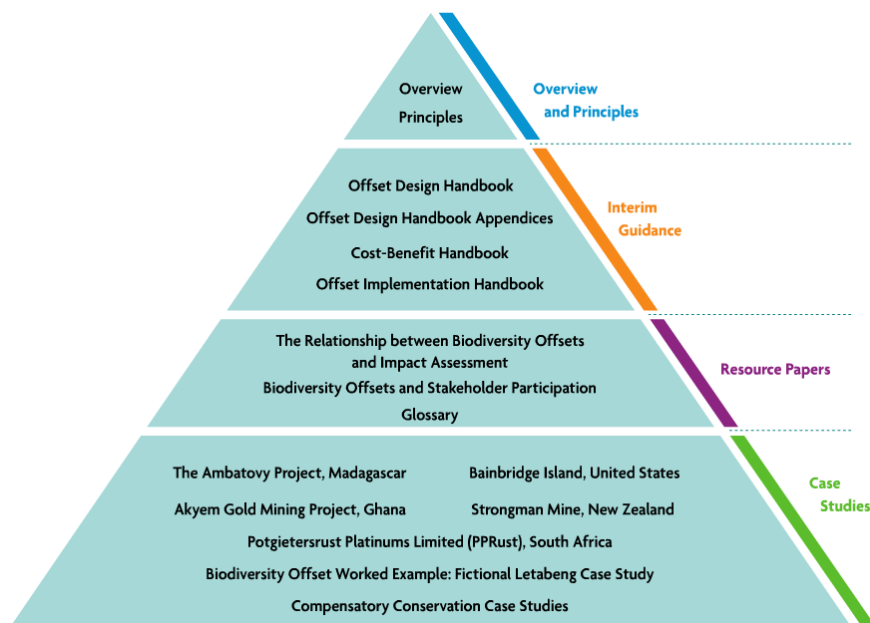 Overview
Principles
Overview
and Principles
Offset Design Handbook
Offset Design Handbook Appendices
Cost-Benefit Handbook
Offset Implementation Handbook
Interim
Guidance
The Relationship between Biodiversity Offsets
and Impact Assessment
Biodiversity Offsets and Stakeholder Participation
Glossary
Resource Papers
The Ambatovy Project, Madagascar
Bainbridge Island, United States
Akyem Gold Mining Project, Ghana
Strongman Mine, New Zealand
Potgietersrust Platinums Limited (PPRust), South Africa
Biodiversity Offset Worked Example: Fictional Letabeng Case Study
Compensatory Conservation Case Studies
Case
Studies